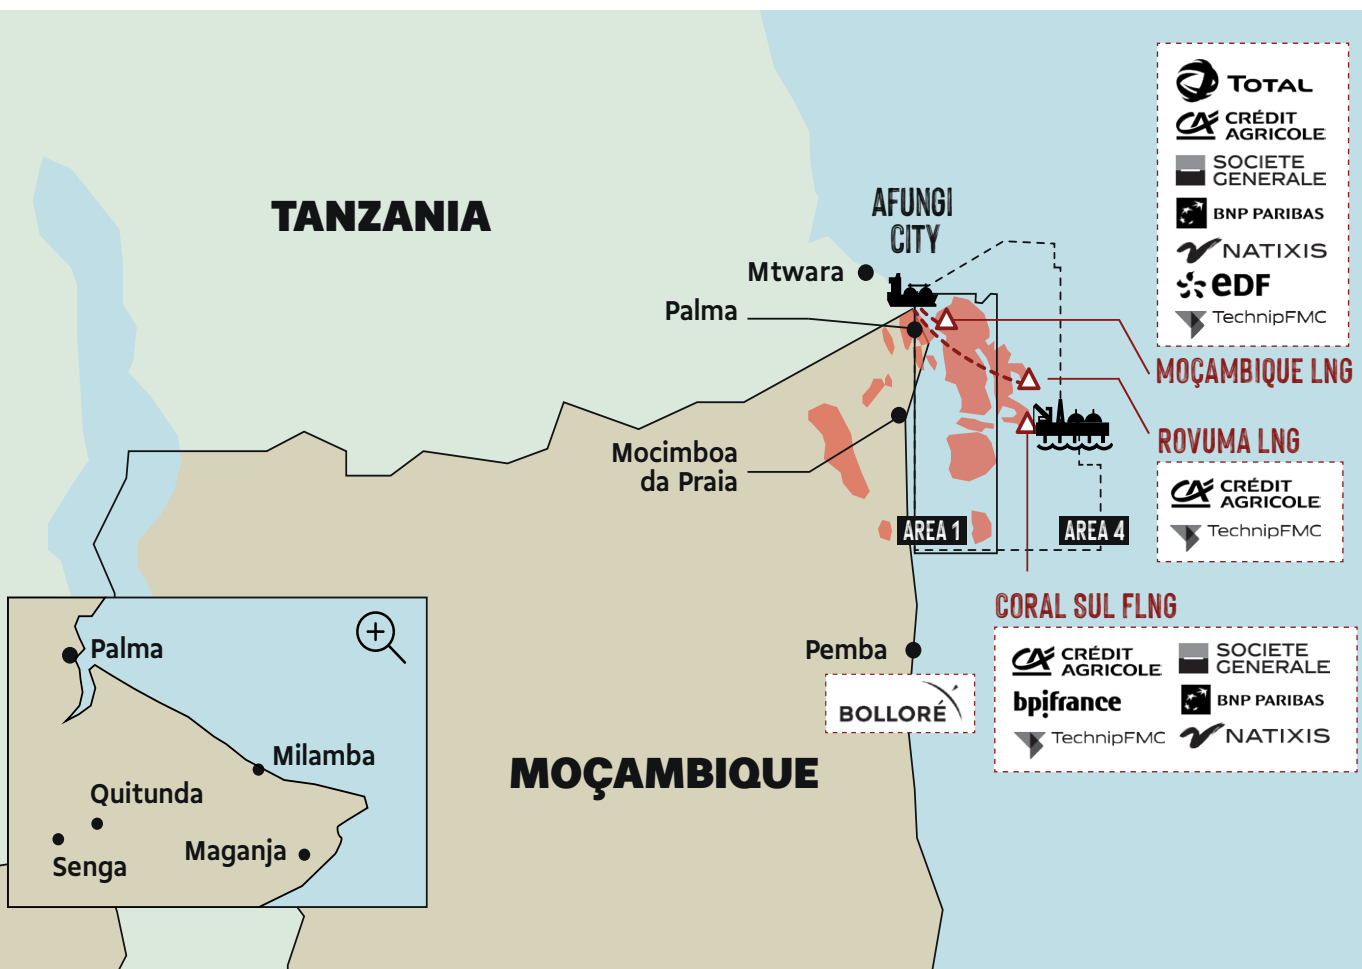 TANZANIA
AFUNGI
CITY
Mtwara
Palma
Mocimboa
da Praia
AREA 1
AREA 4
TOTAL
CRÉDIT
AGRICOLE
SOCIETE
GENERALE
BNP PARIBAS
NATIXIS
eDF
TechnipFMC
MOÇAMBIQUE LNG
ROVUMA LNG
CRÉDIT
AGRICOLE
TechnipFMC
CORAL SUL FLNG
CRÉDIT
AGRICOLE
SOCIETE
GENERALE
bpifrance
BNP PARIBAS
TechnipFMC
NATIXIS
Pemba
BOLLORÉ
MOÇAMBIQUE
Palma
Milamba
Quitunda
Maganja
Senga